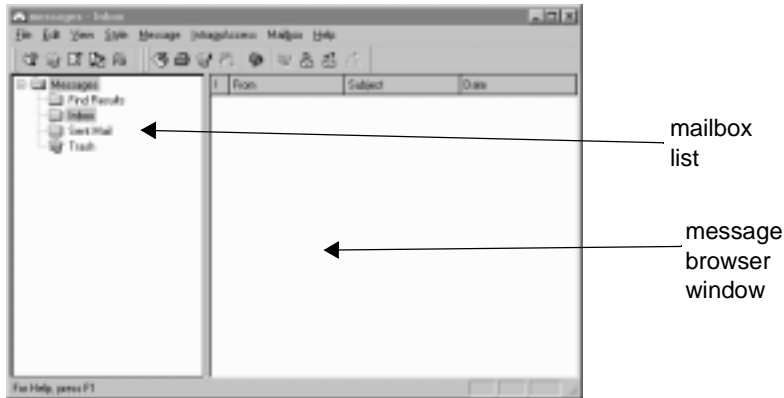 messages - Inbox
File Edit View Style Message IntragyAccess Mailbox Help
Messages
! From Subject Date
Find Results
Inbox
Sent Mail
Trash
mailbox
list
message
browser
window
For Help, press F1